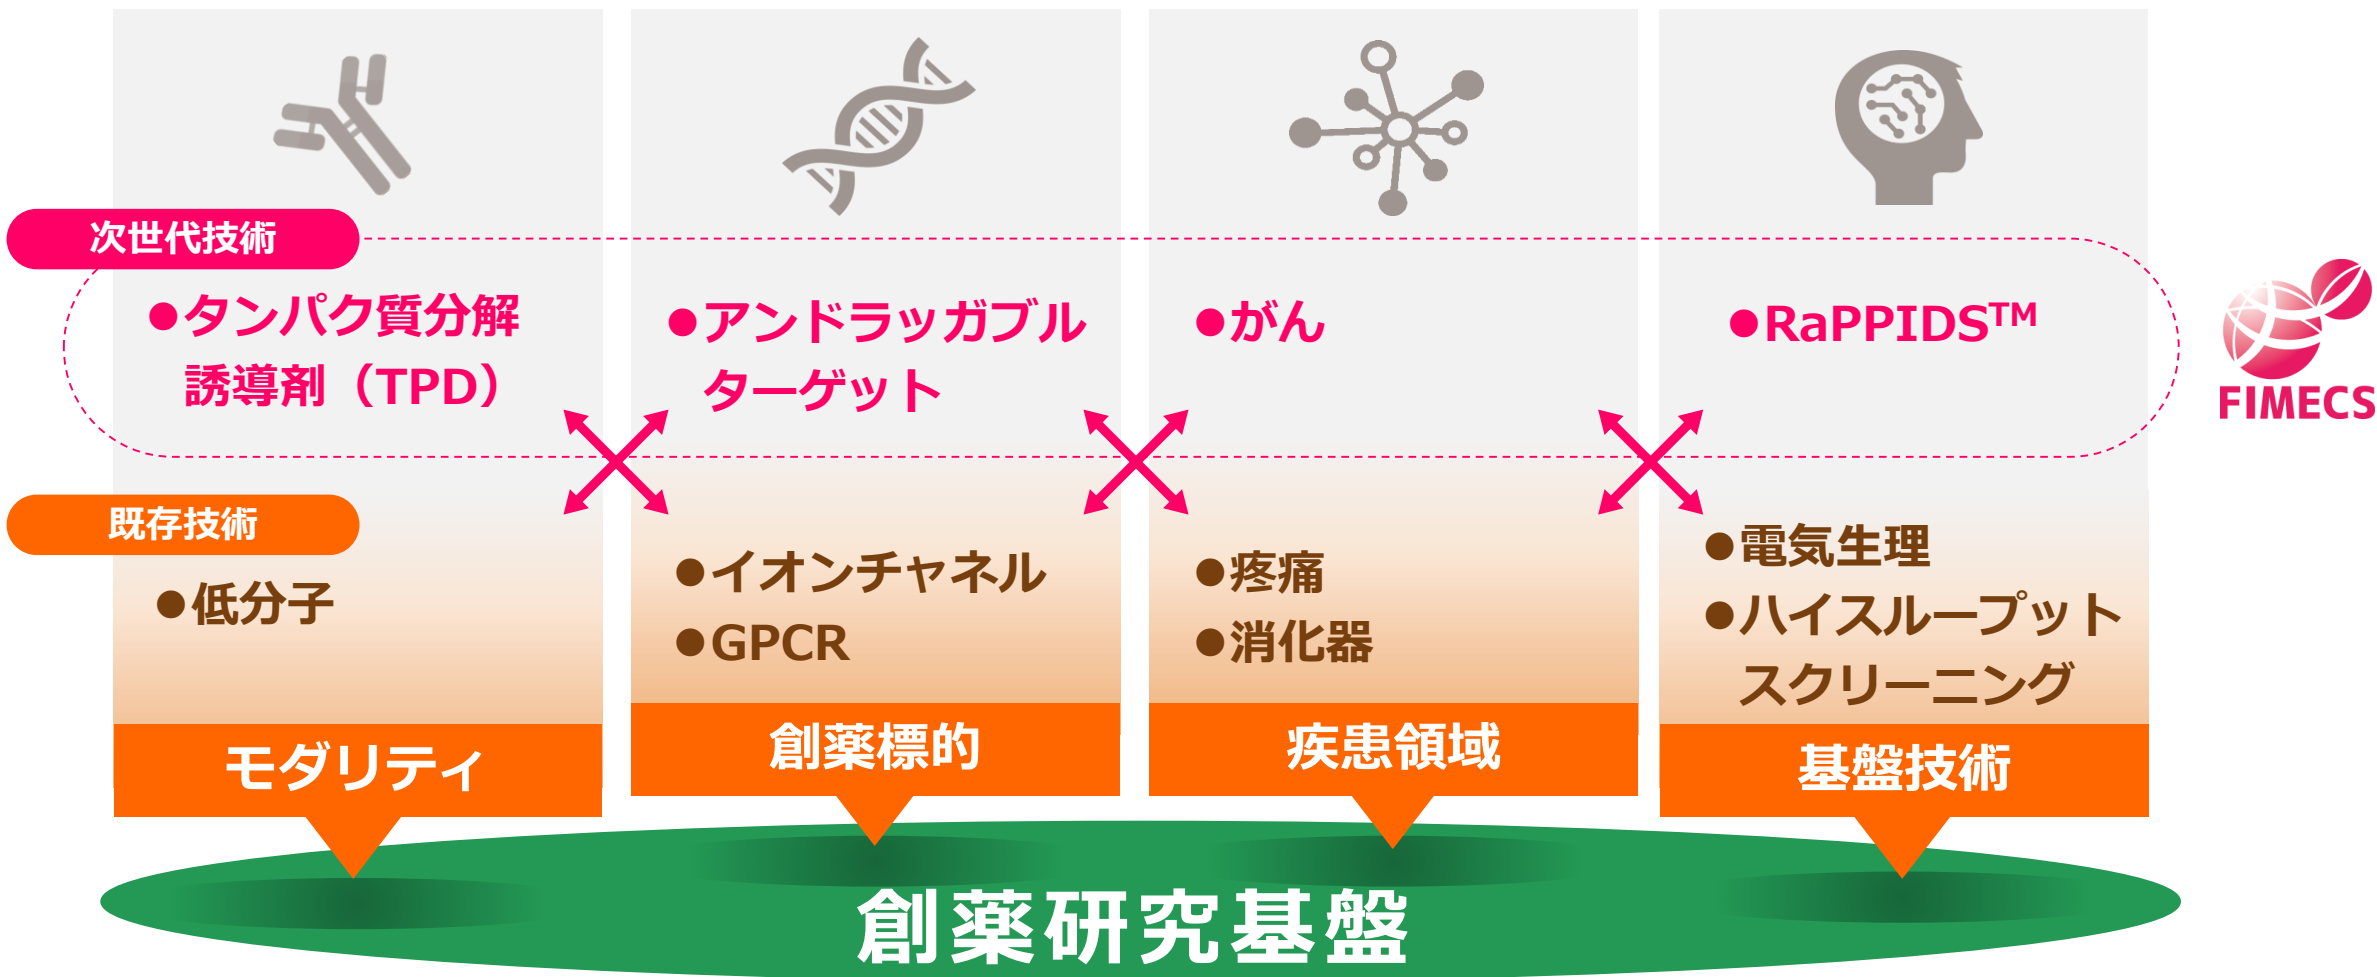 次世代技術
●タンパク質分解
誘導剤（TPD）
●アンドラッガブル
ターゲット
●がん
●RaPPIDS™
FIMECS
既存技術
●低分子
●イオンチャネル
●GPCR
●疼痛
●消化器
●電気生理
●ハイスループット
スクリーニング
モダリティ
創薬標的
疾患領域
基盤技術
創薬研究基盤